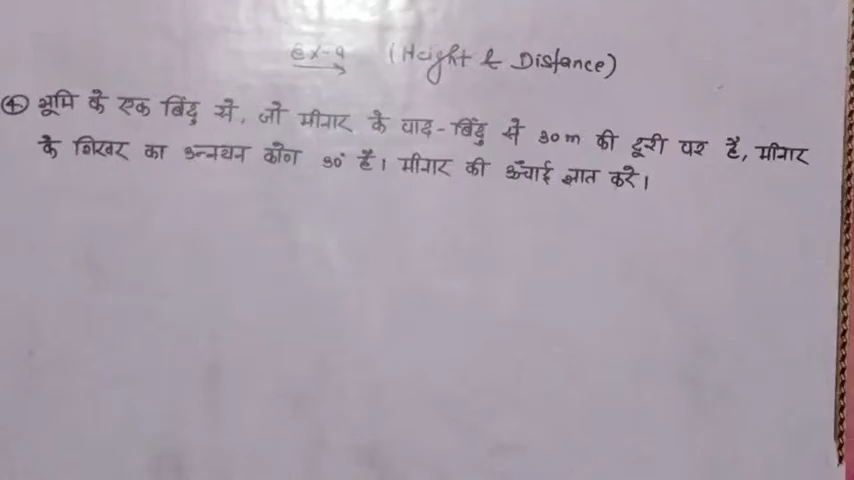 ex-9 (Height & Distance)
④ भूमि के एक बिंदु से, जो मीनार के पाद-बिंदु से 30m की दूरी पर है, मीनार
के शिखर का उन्नयन कोण 30° है। मीनार की ऊँचाई ज्ञात करे।